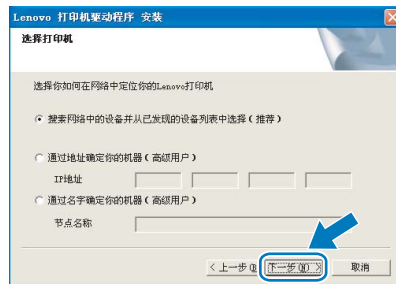 Lenovo 打印机驱动程序 安装
选择打印机
选择你如何在网络中定位你的Lenovo打印机
搜索网络中的设备并从已发现的设备列表中选择(推荐)
通过地址确定你的机器(高级用户)
IP地址
通过名字确定你的机器(高级用户)
节点名称
<上一步(B) 下一步(N)> 取消